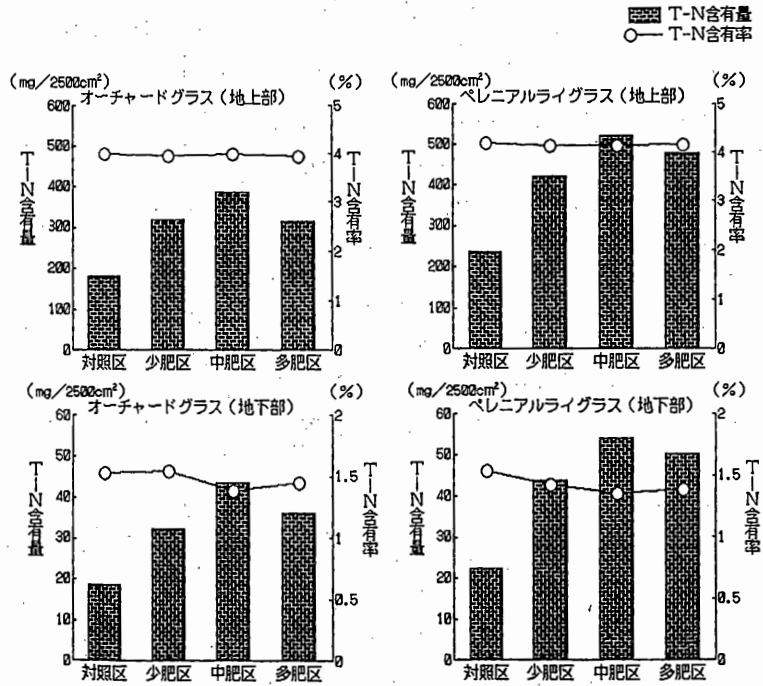 T-N含有量
T-N含有率
(mg/2500cm²)
オーチャードグラス(地上部)
(%)
600
500
400
300
200
100
0
5
4
3
2
1
0
T-N含有量
T-N含有率
対照区 少肥区 中肥区 多肥区
(mg/2500cm²)
ペレニアルライグラス(地上部)
(%)
600
500
400
300
200
100
0
5
4
3
2
1
0
T-N含有量
T-N含有率
対照区 少肥区 中肥区 多肥区
(mg/2500cm²)
オーチャードグラス(地下部)
(%)
60
50
40
30
20
10
0
2
1.5
1
0.5
0
T-N含有量
T-N含有率
対照区 少肥区 中肥区 多肥区
(mg/2500cm²)
ペレニアルライグラス(地下部)
(%)
60
50
40
30
20
10
0
2
1.5
1
0.5
0
T-N含有量
T-N含有率
対照区 少肥区 中肥区 多肥区